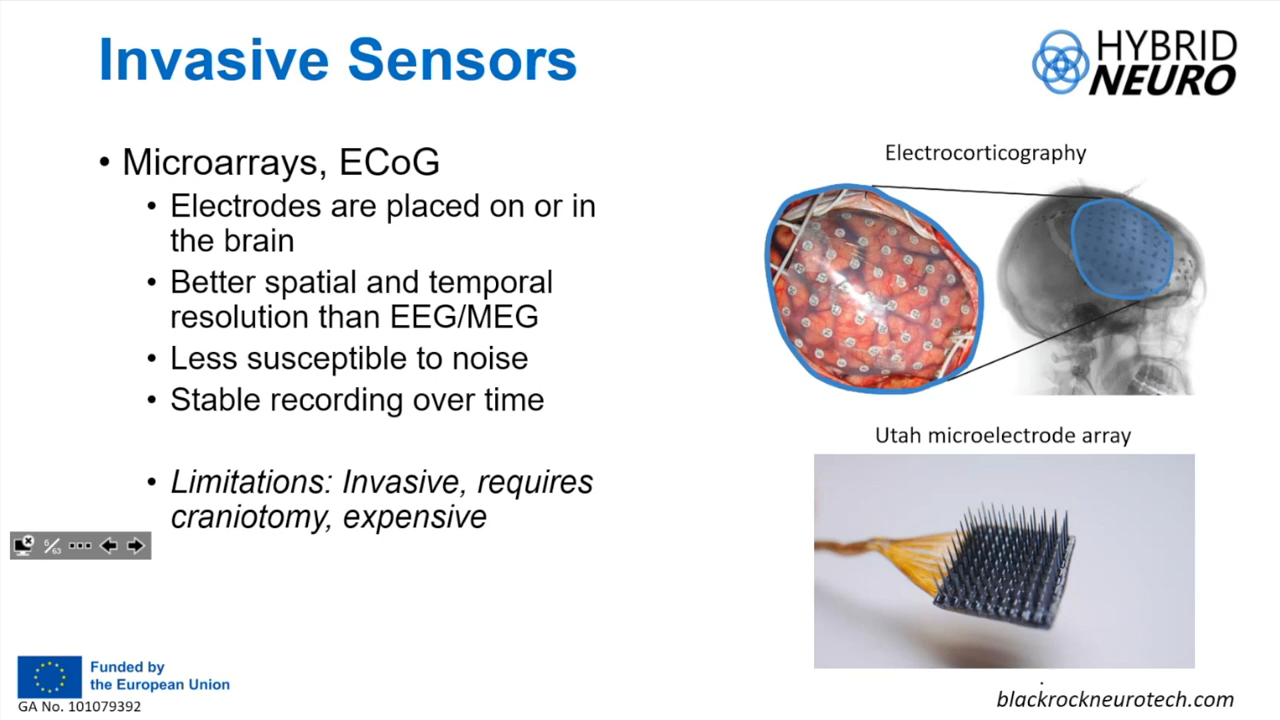 Invasive Sensors
HYBRID
NEURO
• Microarrays, ECoG
• Electrodes are placed on or in
the brain
• Better spatial and temporal
resolution than EEG/MEG
• Less susceptible to noise
• Stable recording over time
• Limitations: Invasive, requires
craniotomy, expensive
Electrocorticography
Utah microelectrode array
6/63
Funded by
the European Union
GA No. 101079392
blackrockneurotech.com